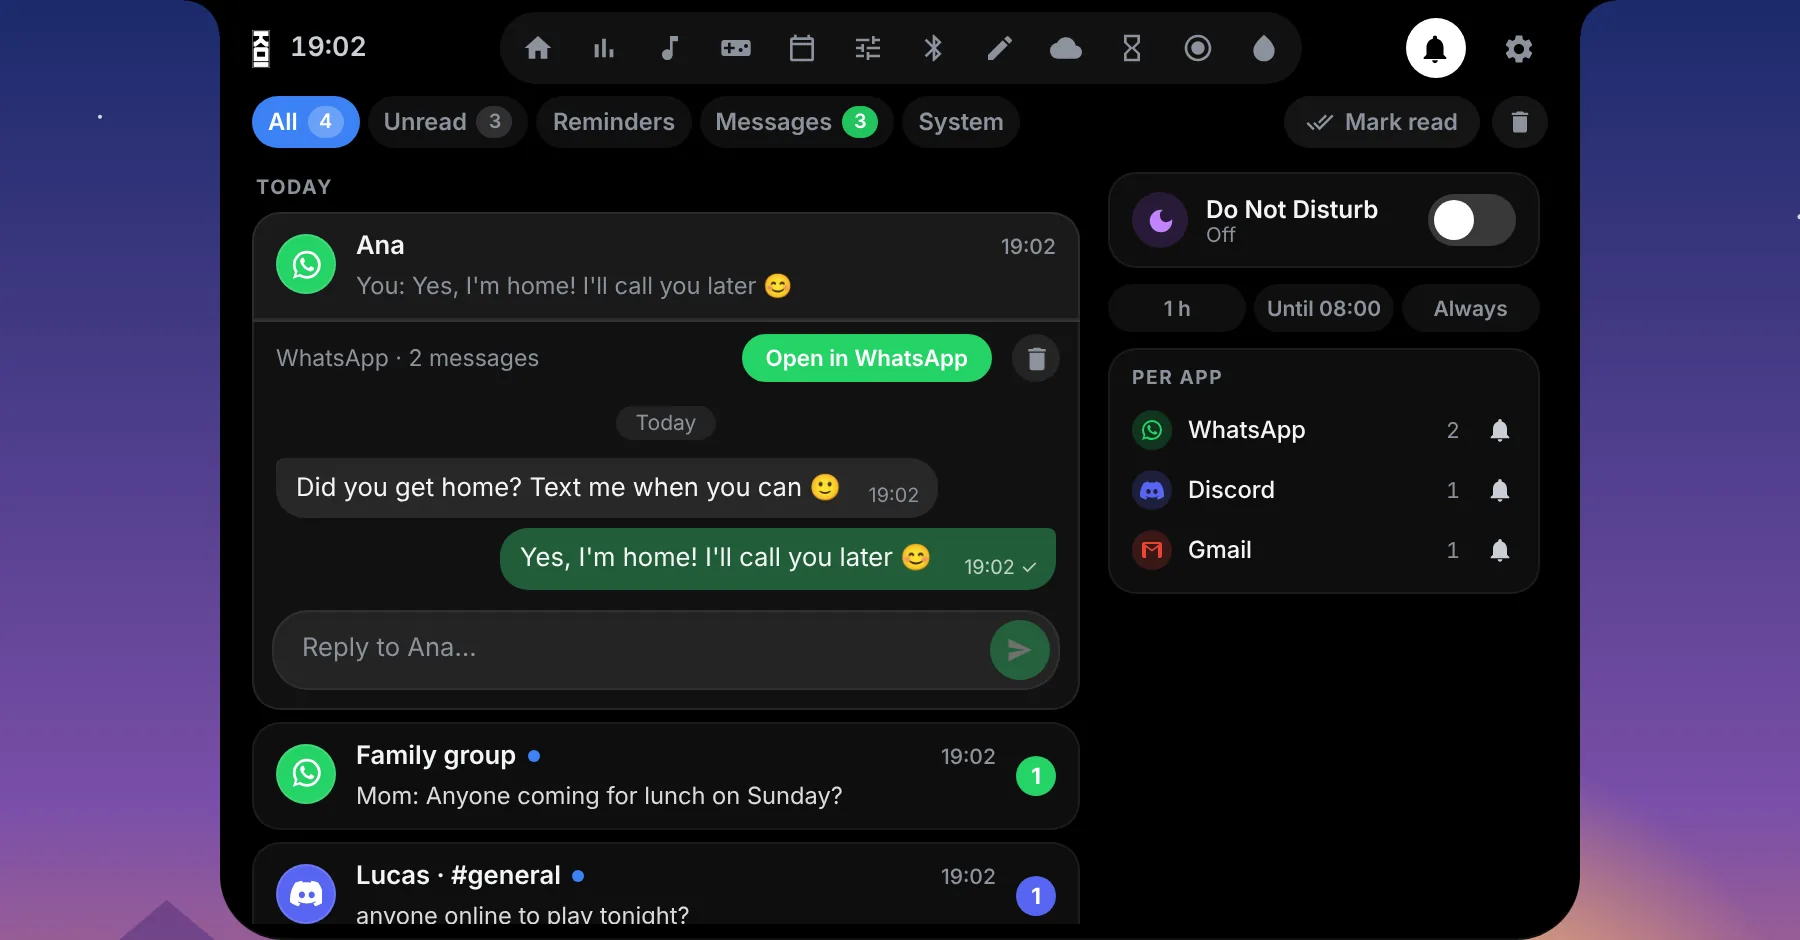 19:02
All 4
Unread 3
Reminders
Messages 3
System
Mark read
TODAY
Ana 19:02
You: Yes, I'm home! I'll call you later 😊
WhatsApp · 2 messages
Open in WhatsApp
Today
Did you get home? Text me when you can 🙂 19:02
Yes, I'm home! I'll call you later 😊 19:02 ✓
Reply to Ana...
Family group 19:02
Mom: Anyone coming for lunch on Sunday? 1
Lucas · #general 19:02
anyone online to play tonight? 1
Do Not Disturb
Off
1 h
Until 08:00
Always
PER APP
WhatsApp 2
Discord 1
Gmail 1